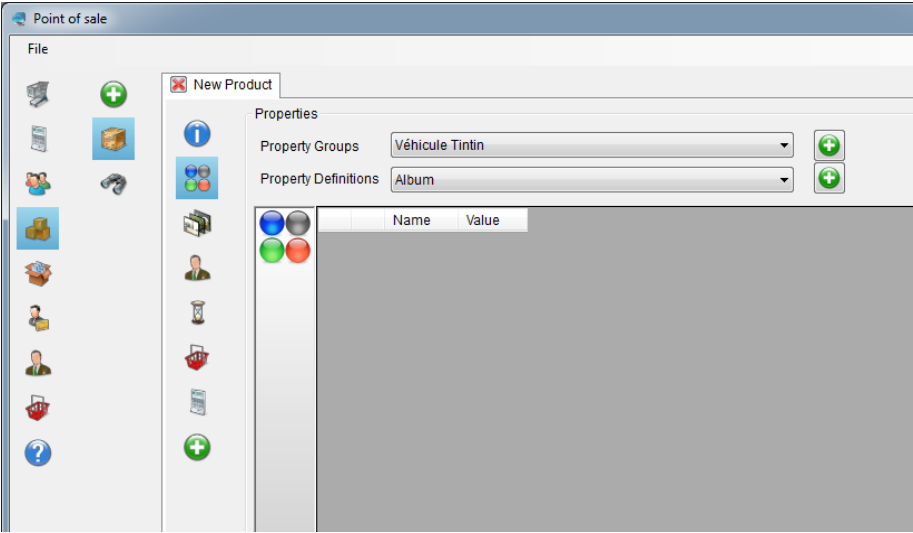 Point of sale
File
New Product
Properties
Property Groups Véhicule Tintin
Property Definitions Album
Name Value